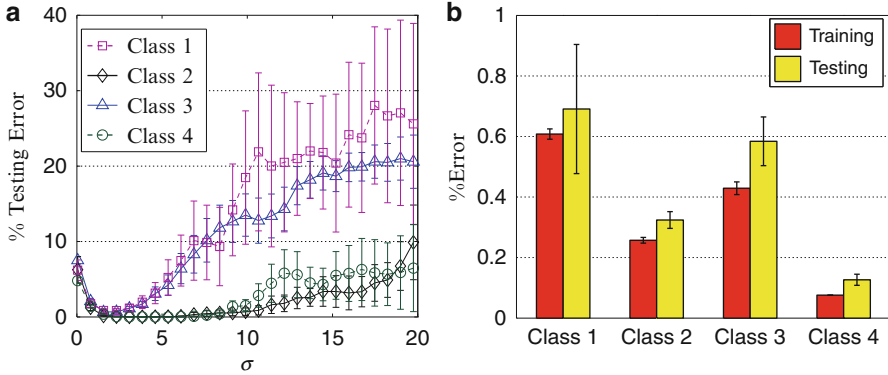 a
Class 1
Class 2
Class 3
Class 4
% Testing Error
40
30
20
10
0
0
5
10
15
20
σ
b
Training
Testing
%Error
1
0.8
0.6
0.4
0.2
0
Class 1
Class 2
Class 3
Class 4